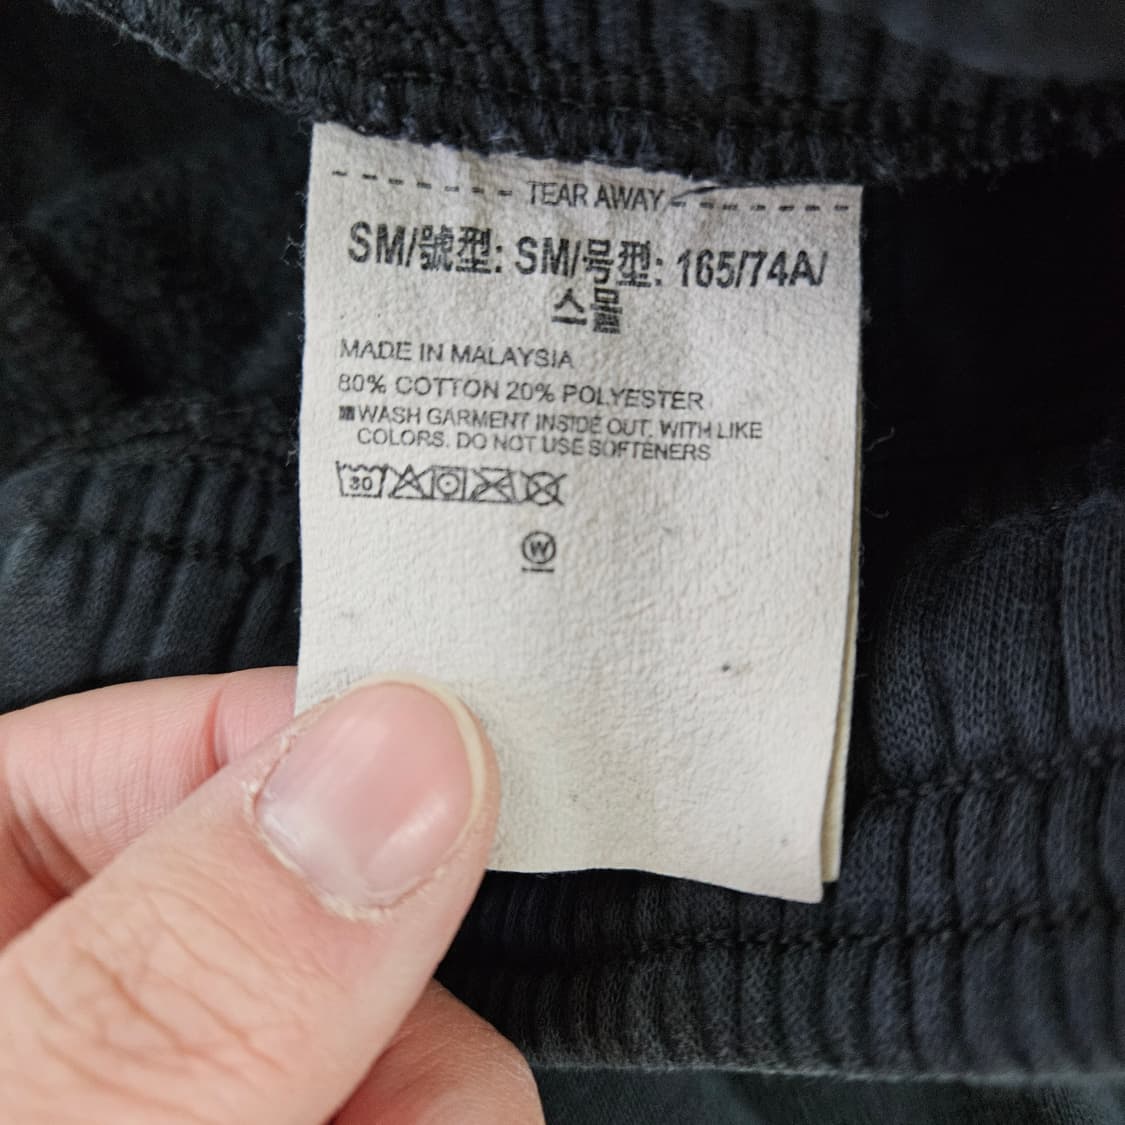 TEAR AWAY
SM/號型: SM/号型: 165/74A/
스몰
MADE IN MALAYSIA
80% COTTON 20% POLYESTER
WASH GARMENT INSIDE OUT, WITH LIKE
COLORS. DO NOT USE SOFTENERS
30
W